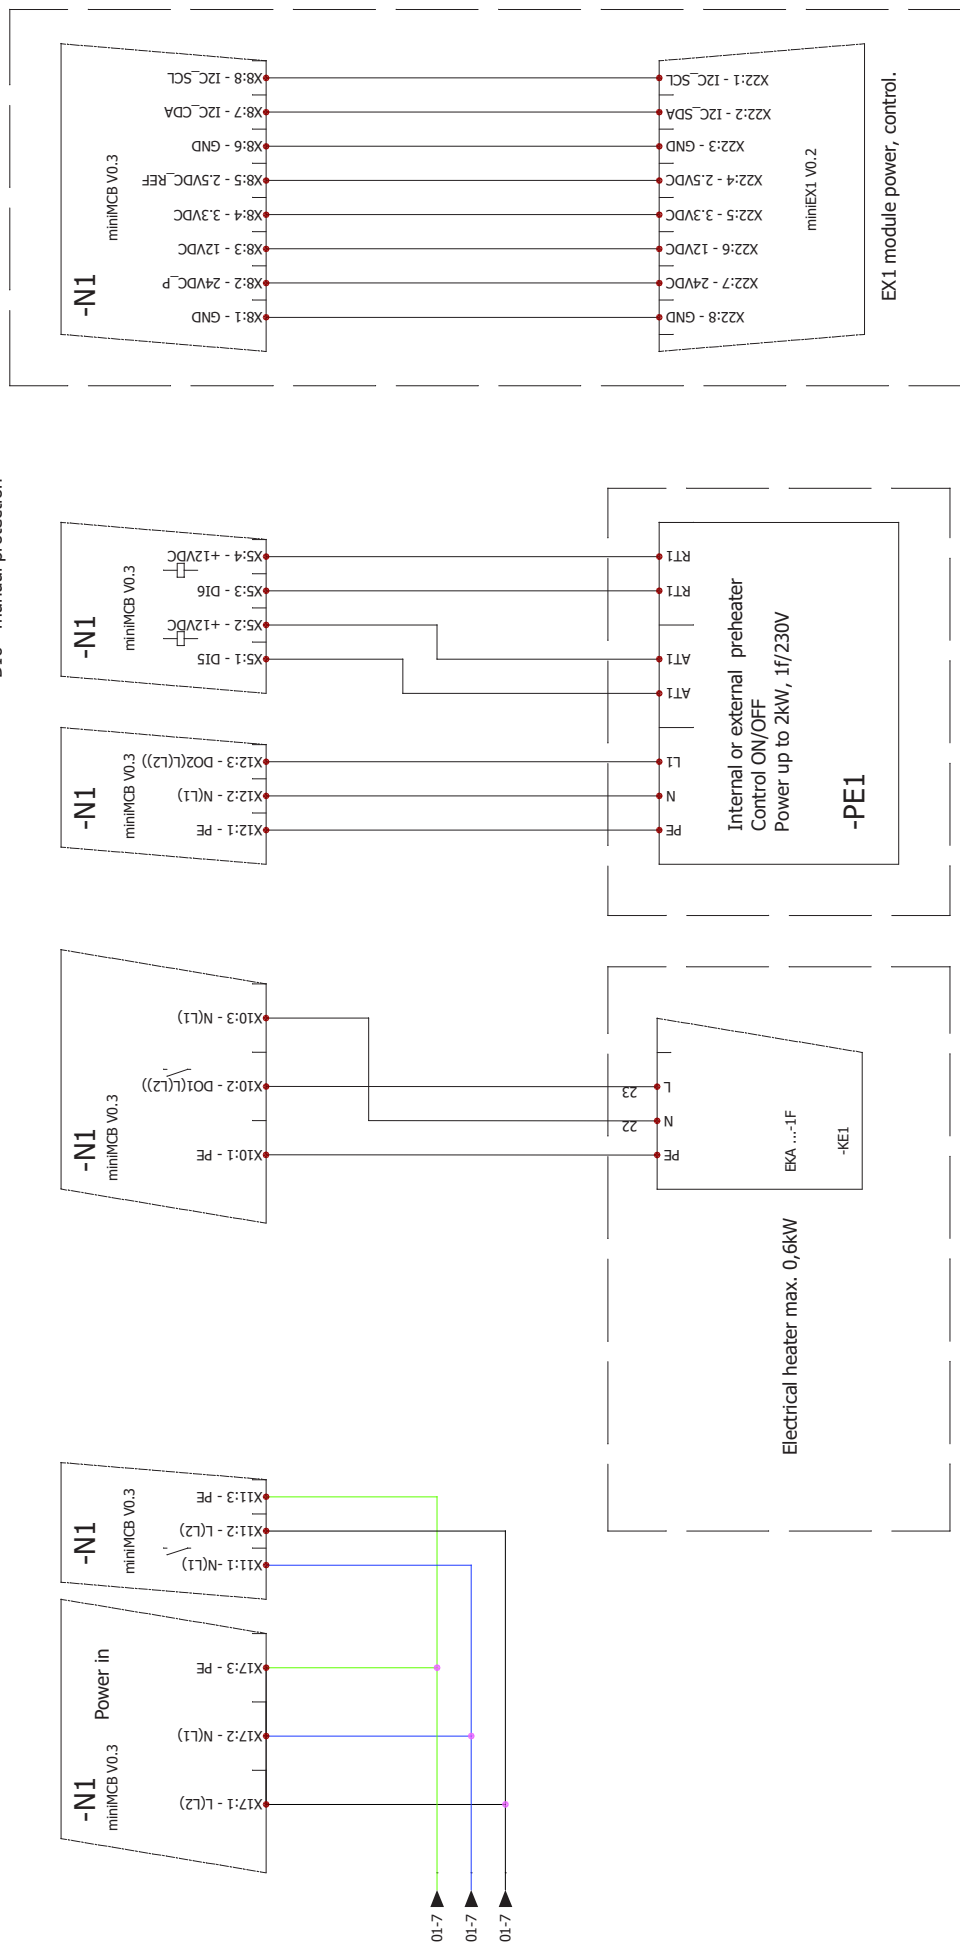 -N1
miniMCB V0.3
X8:8 - I2C_SCL
X8:7 - I2C_CDA
X8:6 - GND
X8:5 - 2.5VDC_REF
X8:4 - 3.3VDC
X8:3 - 12VDC
X8:2 - 24VDC_P
X8:1 - GND
X22:1 - I2C_SCL
X22:2 - I2C_SDA
X22:3 - GND
X22:4 - 2.5VDC
X22:5 - 3.3VDC
X22:6 - 12VDC
X22:7 - 24VDC
X22:8 - GND
miniEX1 V0.2
EX1 module power, control.
-N1
miniMCB V0.3
X5:4 - +12VDC
X5:3 - DI6
X5:2 - +12VDC
X5:1 - DI5
-N1
miniMCB V0.3
X12:3 - DO2(L(L2))
X12:2 - N(L1)
X12:1 - PE
RT1
RT1
AT1
AT1
L1
N
PE
Internal or external preheater
Control ON/OFF
Power up to 2kW, 1f/230V
-PE1
-N1
miniMCB V0.3
X10:3 - N(L1)
X10:2 - DO1(L(L2))
X10:1 - PE
23
22
L
N
PE
EKA ...-1F
-KE1
Electrical heater max. 0,6kW
-N1
miniMCB V0.3
X11:3 - PE
X11:2 - L(L2)
X11:1 -N(L1)
-N1
miniMCB V0.3
Power in
X17:3 - PE
X17:2 - N(L1)
X17:1 - L(L2)
01-7
01-7
01-7